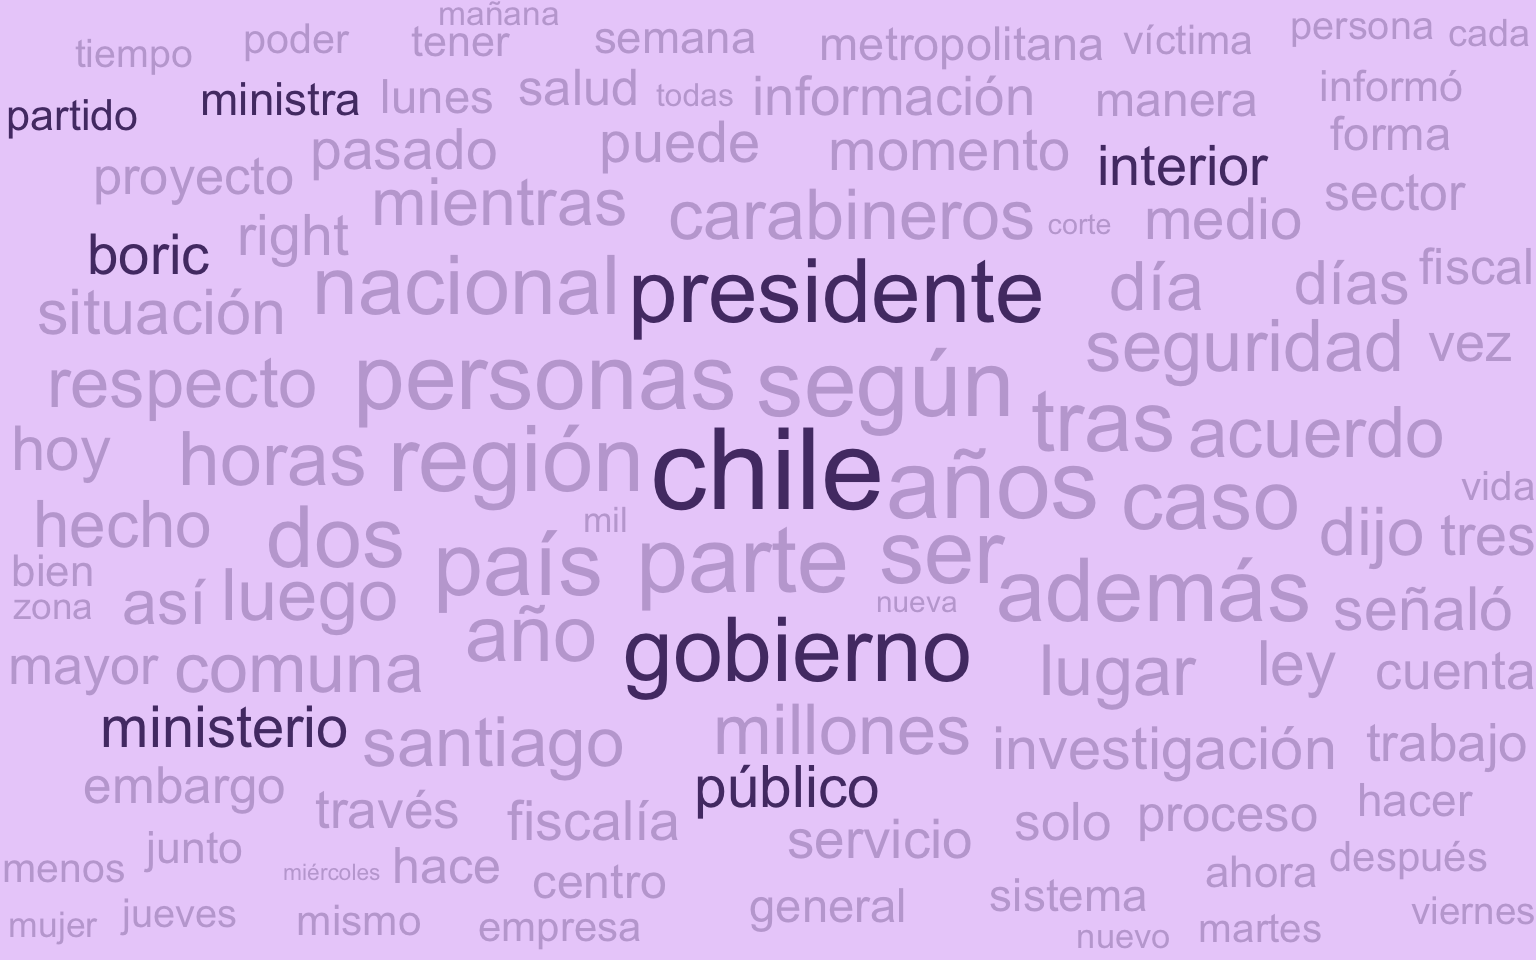 mañana
tiempo poder tener semana metropolitana víctima persona cada
partido ministra lunes salud todas información manera informó
proyecto pasado puede momento interior forma
boric right mientras carabineros corte medio sector
situación nacional presidente día días fiscal
respecto personas según seguridad vez
hoy horas región chile años tras acuerdo
hecho dos mil caso vida
bien país parte ser dijo tres
zona así luego nueva además señaló
mayor comuna año gobierno lugar ley cuenta
ministerio santiago millones investigación trabajo
embargo través fiscalía público servicio solo proceso hacer
menos junto miércoles hace centro sistema ahora después
mujer jueves mismo empresa general nuevo martes viernes